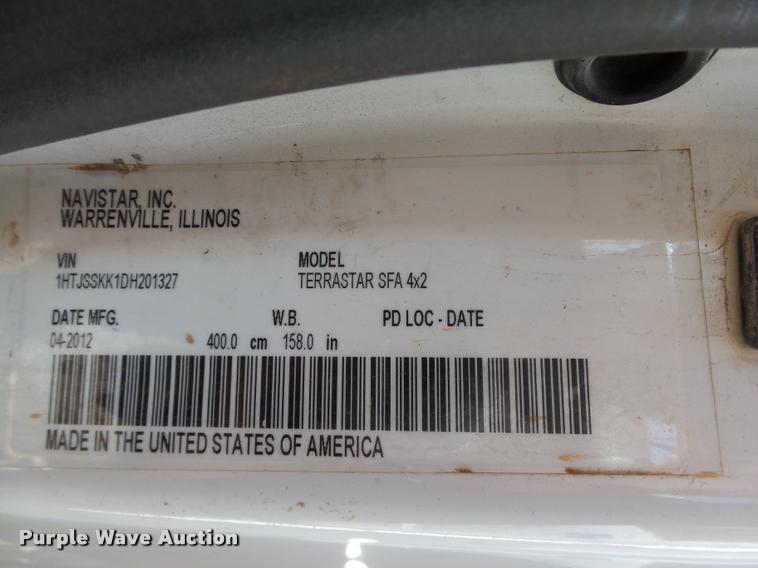 NAVISTAR, INC.
WARRENVILLE, ILLINOIS
VIN MODEL
1HTJSSKK1DH201327 TERRASTAR SFA 4x2
DATE MFG. W.B. PD LOC - DATE
04-2012 400.0 cm 158.0 in
MADE IN THE UNITED STATES OF AMERICA
Purple Wave Auction